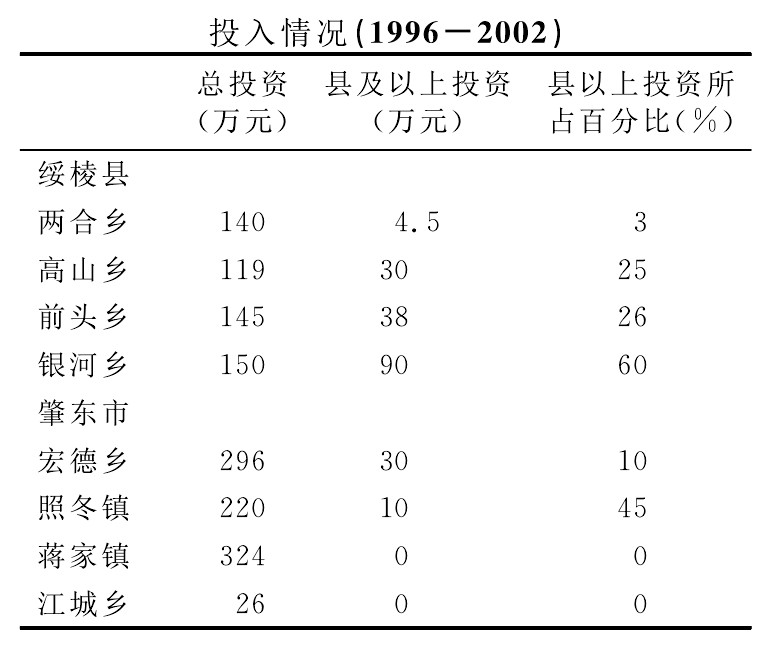 投入情况(1996－2002)
总投资 县及以上投资 县以上投资所
(万元) (万元) 占百分比(%)
绥棱县
两合乡 140 4.5 3
高山乡 119 30 25
前头乡 145 38 26
银河乡 150 90 60
肇东市
宏德乡 296 30 10
照冬镇 220 10 45
蒋家镇 324 0 0
江城乡 26 0 0